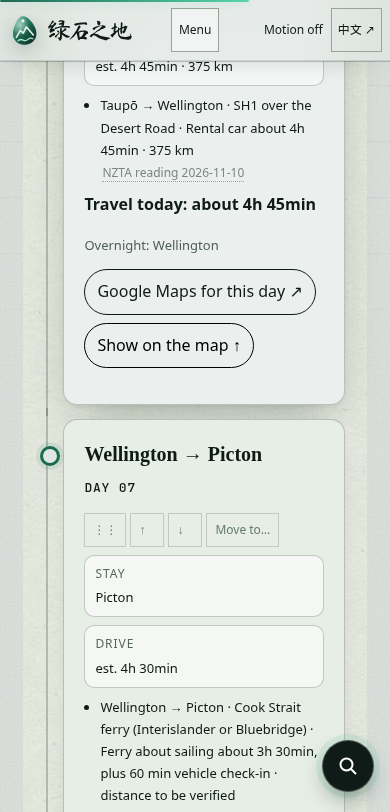 绿石之地
Menu
Motion off
中文 ↗
est. 4h 45min · 375 km
• Taupō → Wellington · SH1 over the
Desert Road · Rental car about 4h
45min · 375 km
NZTA reading 2026-11-10
Travel today: about 4h 45min
Overnight: Wellington
Google Maps for this day ↗
Show on the map ↑
Wellington → Picton
DAY 07
↑
↓
Move to...
STAY
Picton
DRIVE
est. 4h 30min
• Wellington → Picton · Cook Strait
ferry (Interislander or Bluebridge) ·
Ferry about sailing about 3h 30min,
plus 60 min vehicle check-in ·
distance to be verified